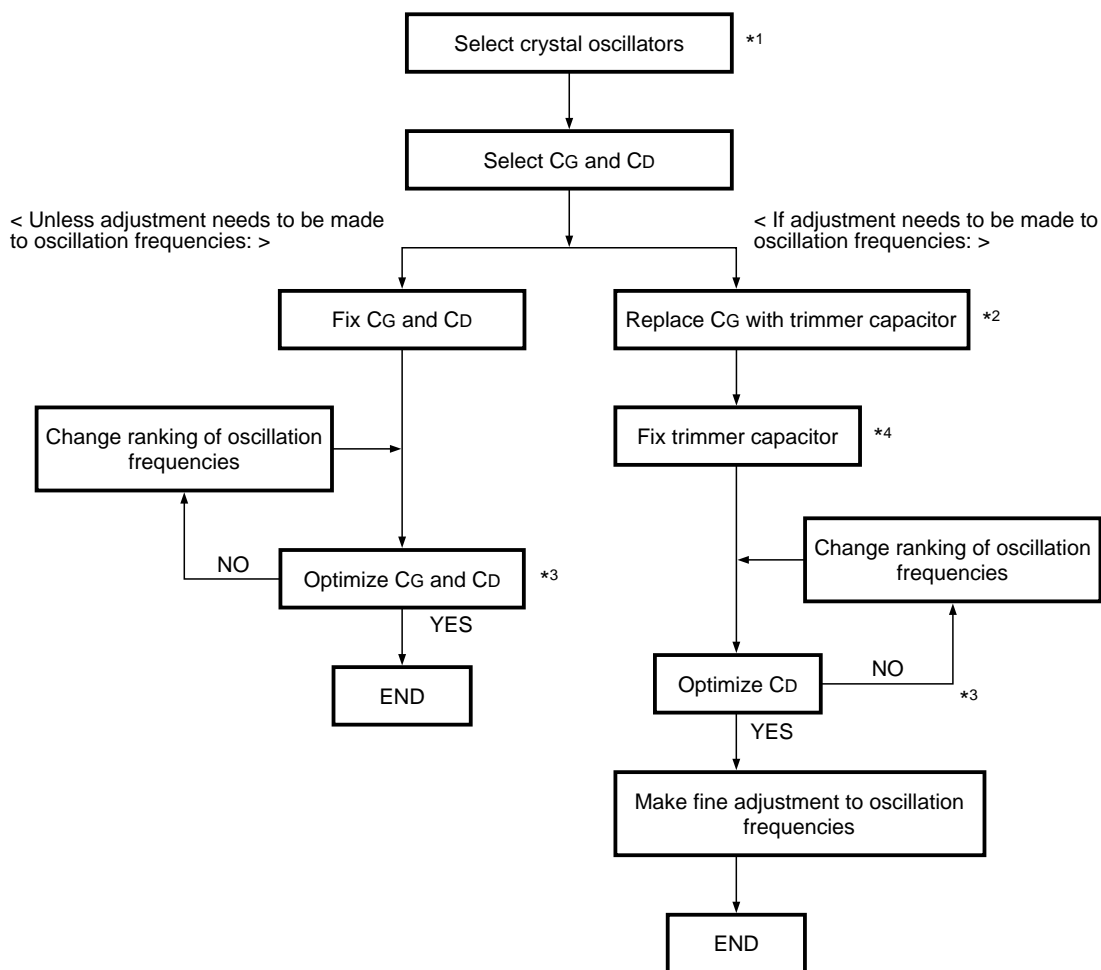 Select crystal oscillators *1
Select CG and CD
< Unless adjustment needs to be made
to oscillation frequencies: >
< If adjustment needs to be made to
oscillation frequencies: >
Fix CG and CD
Replace CG with trimmer capacitor *2
Change ranking of oscillation
frequencies
Fix trimmer capacitor *4
NO
Optimize CG and CD *3
YES
END
Change ranking of oscillation
frequencies
Optimize CD
NO
*3
YES
Make fine adjustment to oscillation
frequencies
END